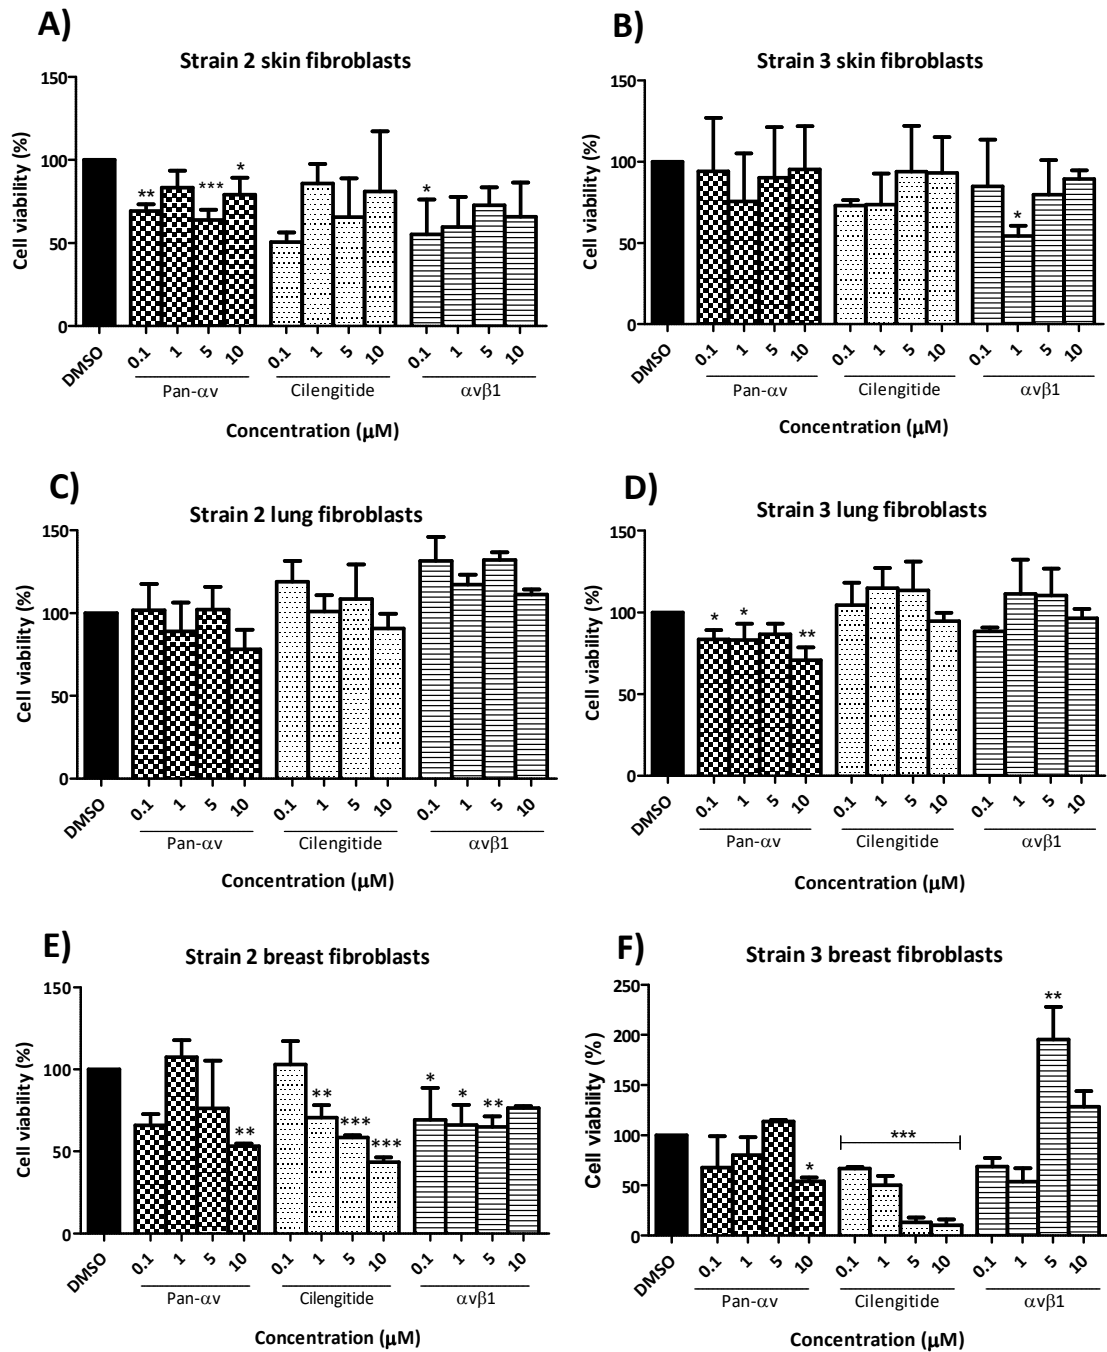 A)
Strain 2 skin fibroblasts
Cell viability (%)
150
100
50
0
** *** * *
DMSO 0.1 1 5 10 0.1 1 5 10 0.1 1 5 10
Pan-αv Cilengitide αvβ1
Concentration (µM)
B)
Strain 3 skin fibroblasts
Cell viability (%)
150
100
50
0
*
DMSO 0.1 1 5 10 0.1 1 5 10 0.1 1 5 10
Pan-αv Cilengitide αvβ1
Concentration (µM)
C)
Strain 2 lung fibroblasts
Cell viability (%)
150
100
50
0
DMSO 0.1 1 5 10 0.1 1 5 10 0.1 1 5 10
Pan-αv Cilengitide αvβ1
Concentration (µM)
D)
Strain 3 lung fibroblasts
Cell viability (%)
150
100
50
0
* * **
DMSO 0.1 1 5 10 0.1 1 5 10 0.1 1 5 10
Pan-αv Cilengitide αvβ1
Concentration (µM)
E)
Strain 2 breast fibroblasts
Cell viability (%)
150
100
50
0
** ** *** *** * * **
DMSO 0.1 1 5 10 0.1 1 5 10 0.1 1 5 10
Pan-αv Cilengitide αvβ1
Concentration (µM)
F)
Strain 3 breast fibroblasts
Cell viability (%)
250
200
150
100
50
0
* *** **
DMSO 0.1 1 5 10 0.1 1 5 10 0.1 1 5 10
Pan-αv Cilengitide αvβ1
Concentration (µM)